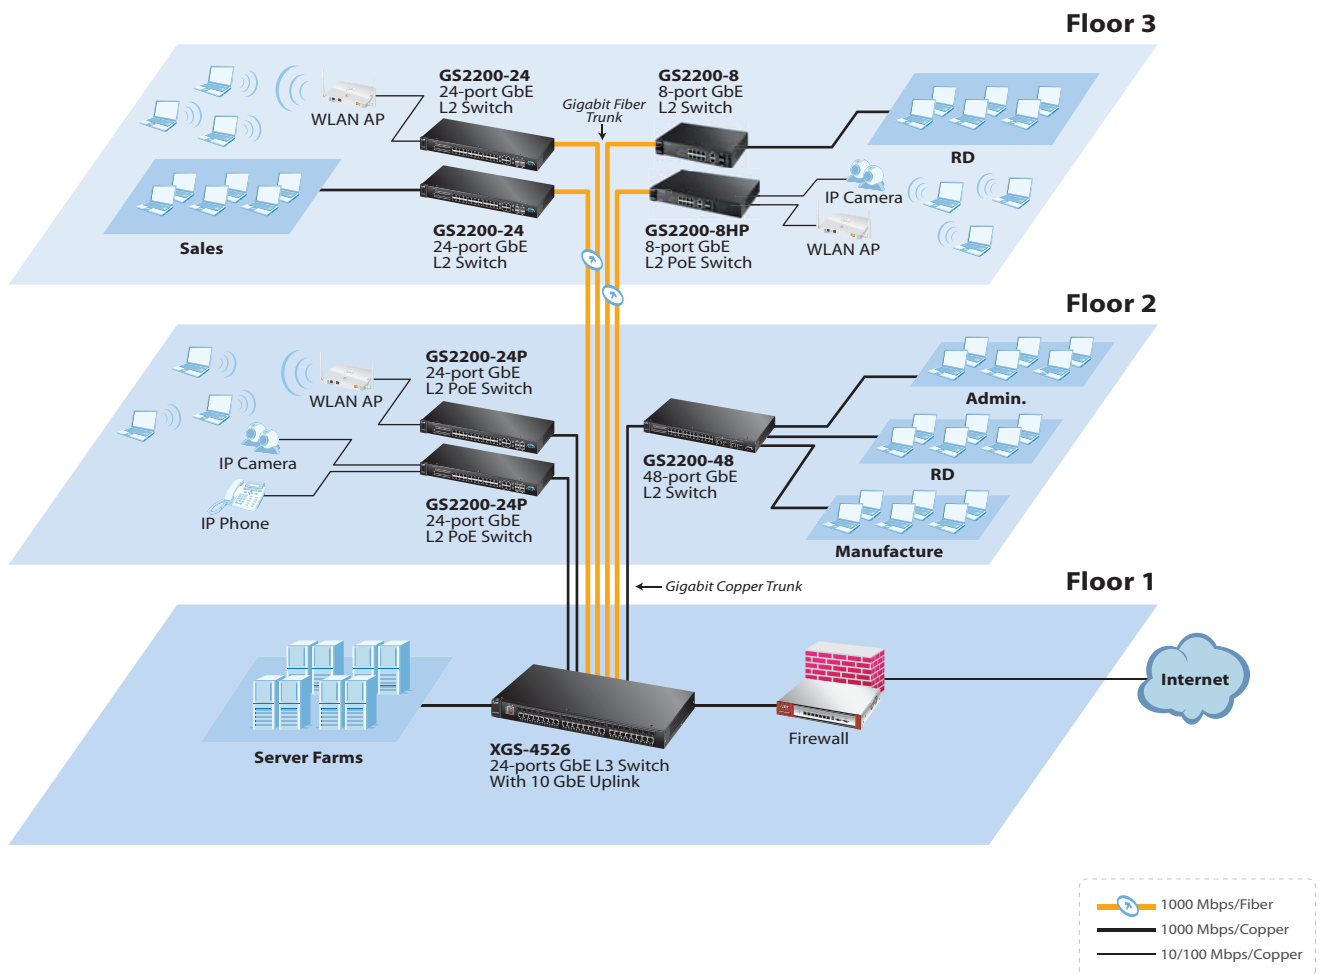 Floor 3
GS2200-24
24-port GbE
L2 Switch
GS2200-8
8-port GbE
L2 Switch
Gigabit Fiber
Trunk
WLAN AP
RD
IP Camera
Sales
GS2200-24
24-port GbE
L2 Switch
GS2200-8HP
8-port GbE
L2 PoE Switch
WLAN AP
Floor 2
GS2200-24P
24-port GbE
L2 PoE Switch
WLAN AP
Admin.
IP Camera
GS2200-48
48-port GbE
L2 Switch
RD
IP Phone
GS2200-24P
24-port GbE
L2 PoE Switch
Manufacture
Gigabit Copper Trunk
Floor 1
Internet
Server Farms
XGS-4526
24-ports GbE L3 Switch
With 10 GbE Uplink
Firewall
1000 Mbps/Fiber
1000 Mbps/Copper
10/100 Mbps/Copper